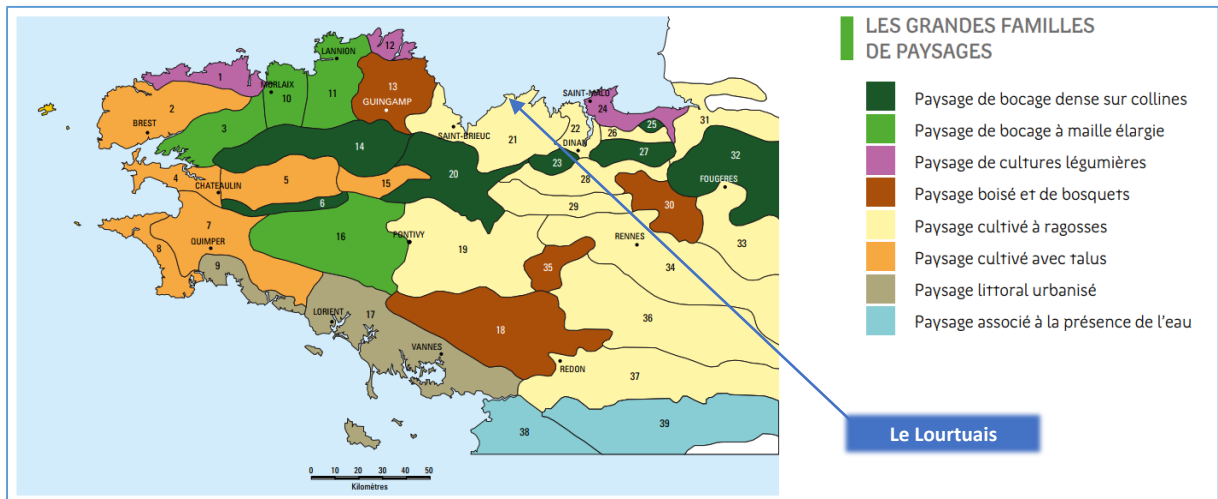 LES GRANDES FAMILLES
DE PAYSAGES
Paysage de bocage dense sur collines
Paysage de bocage à maille élargie
Paysage de cultures légumières
Paysage boisé et de bosquets
Paysage cultivé à ragosses
Paysage cultivé avec talus
Paysage littoral urbanisé
Paysage associé à la présence de l'eau
Le Lourtuais
LANNION
12
1
MORLAIX
10
11
13
GUINGAMP
2
BREST
3
SAINT-MALO
24
SAINT-BRIEUC
21
22
DINAN
26
25
31
27
32
14
20
23
28
FOUGERES
4
CHATEAULIN
5
15
6
29
30
7
QUIMPER
8
9
16
PONTIVY
19
RENNES
33
34
35
LORIENT
17
VANNES
18
36
REDON
37
38
39
0 10 20 30 40 50
Kilomètres